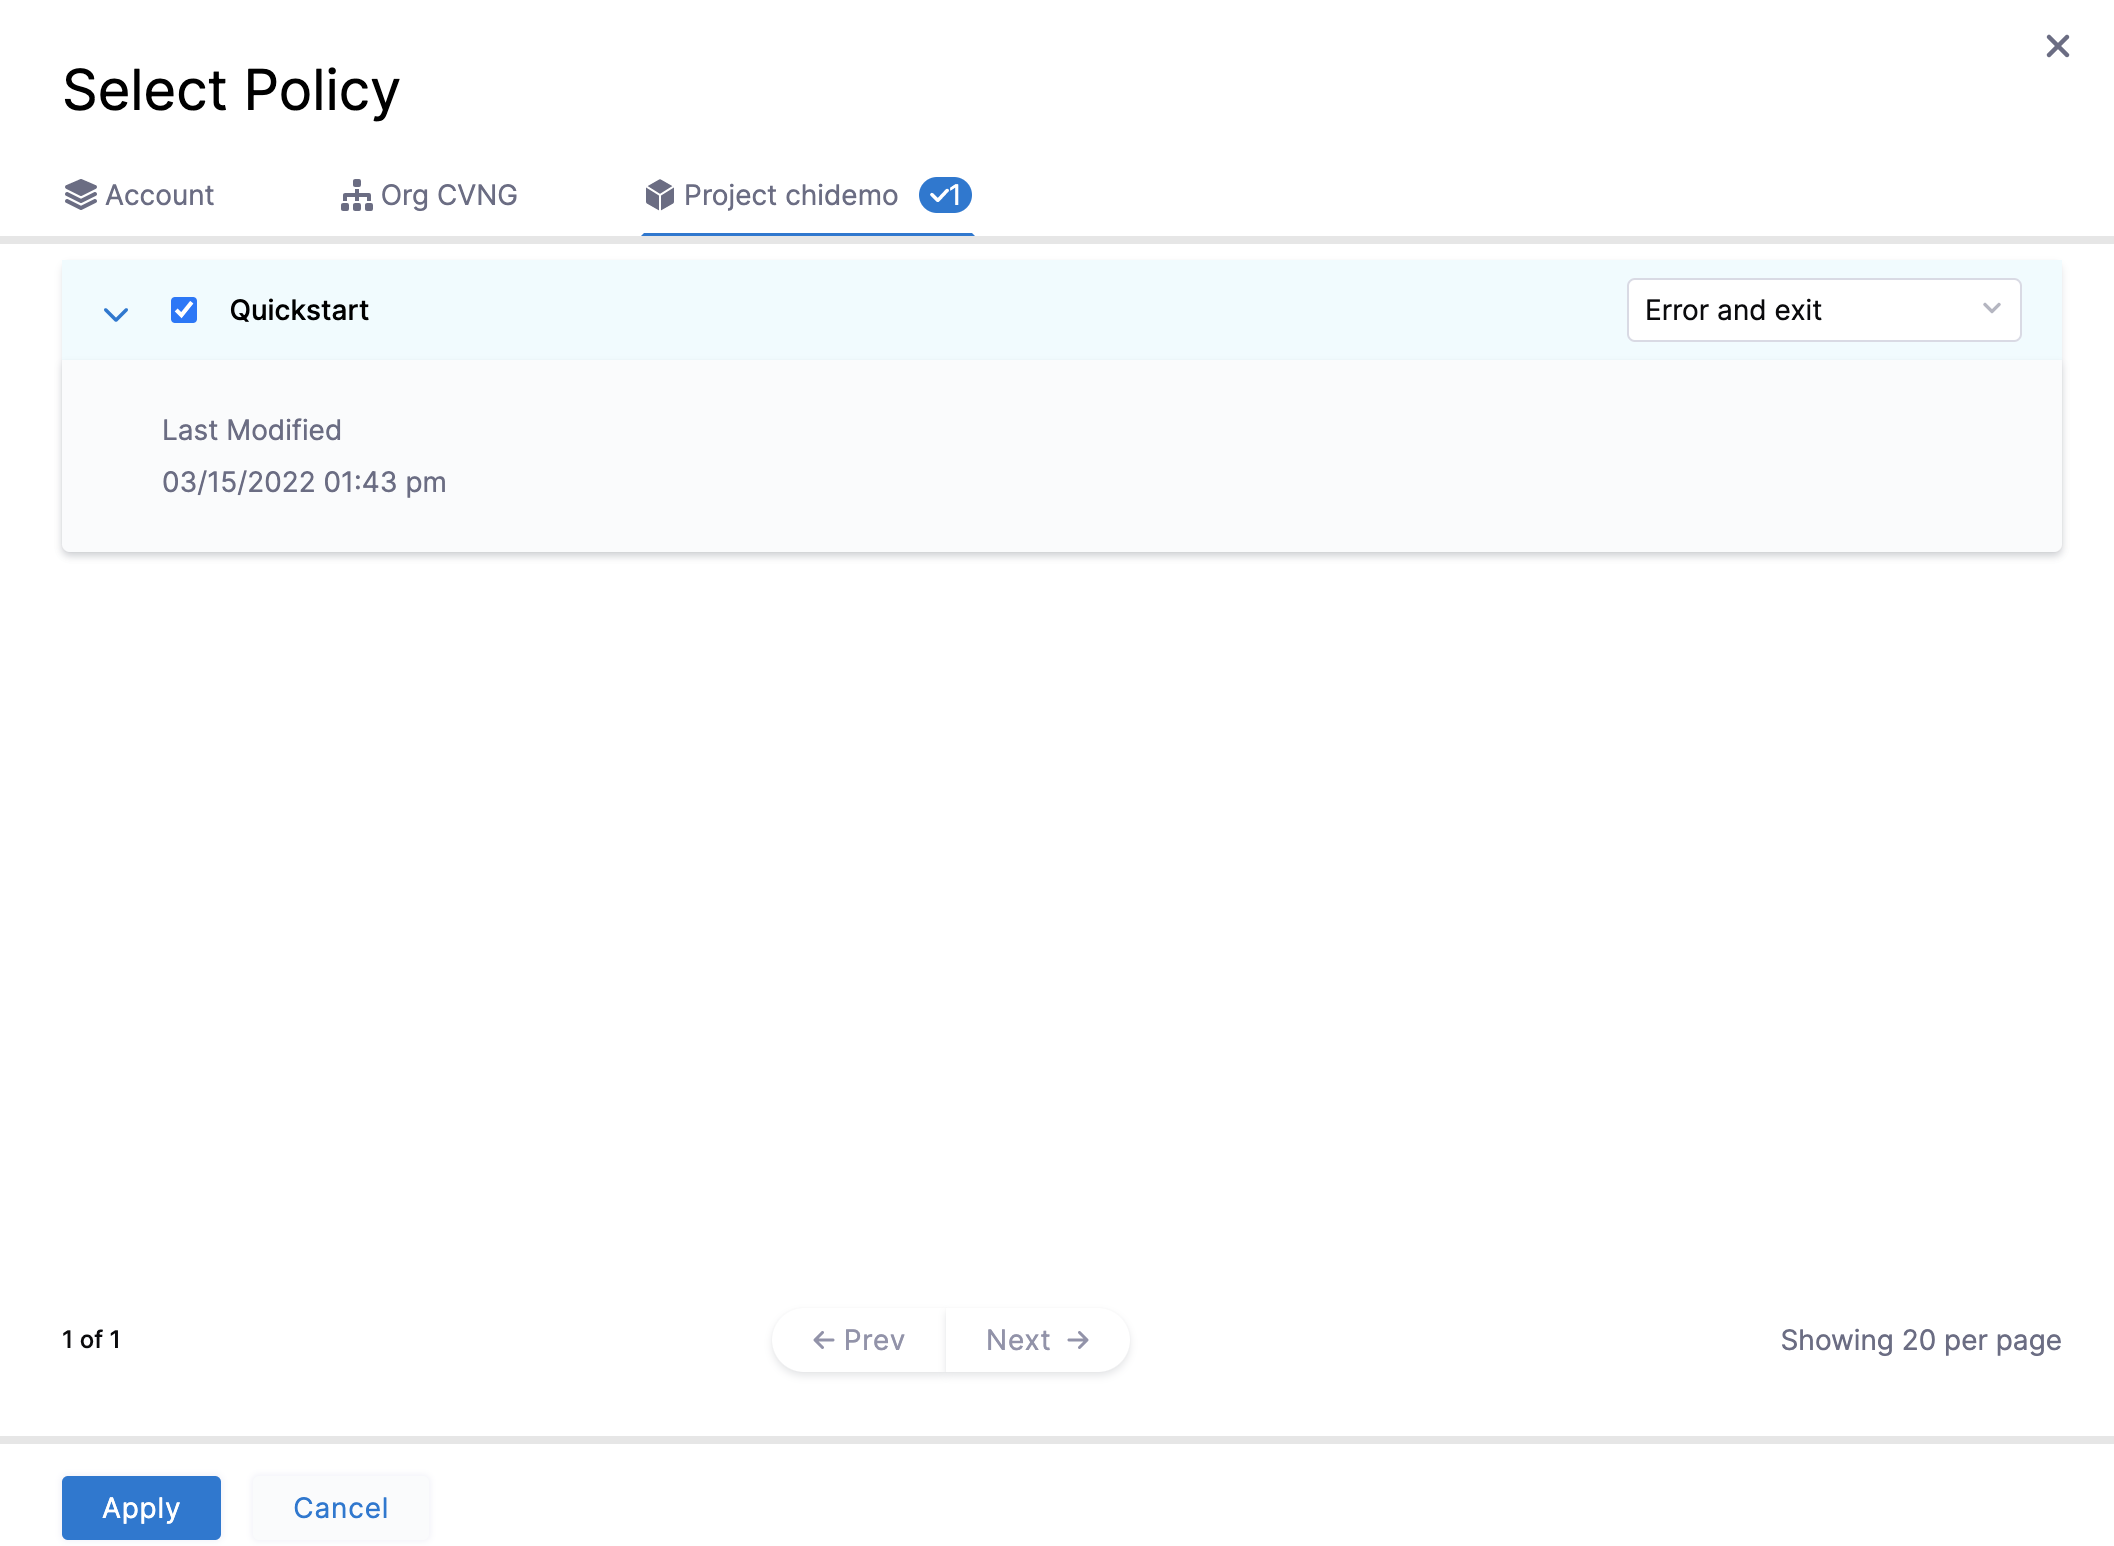 Select Policy
Account
Org CVNG
Project chidemo
1
Quickstart
Error and exit
Last Modified
03/15/2022 01:43 pm
1 of 1
Prev
Next
Showing 20 per page
Apply
Cancel